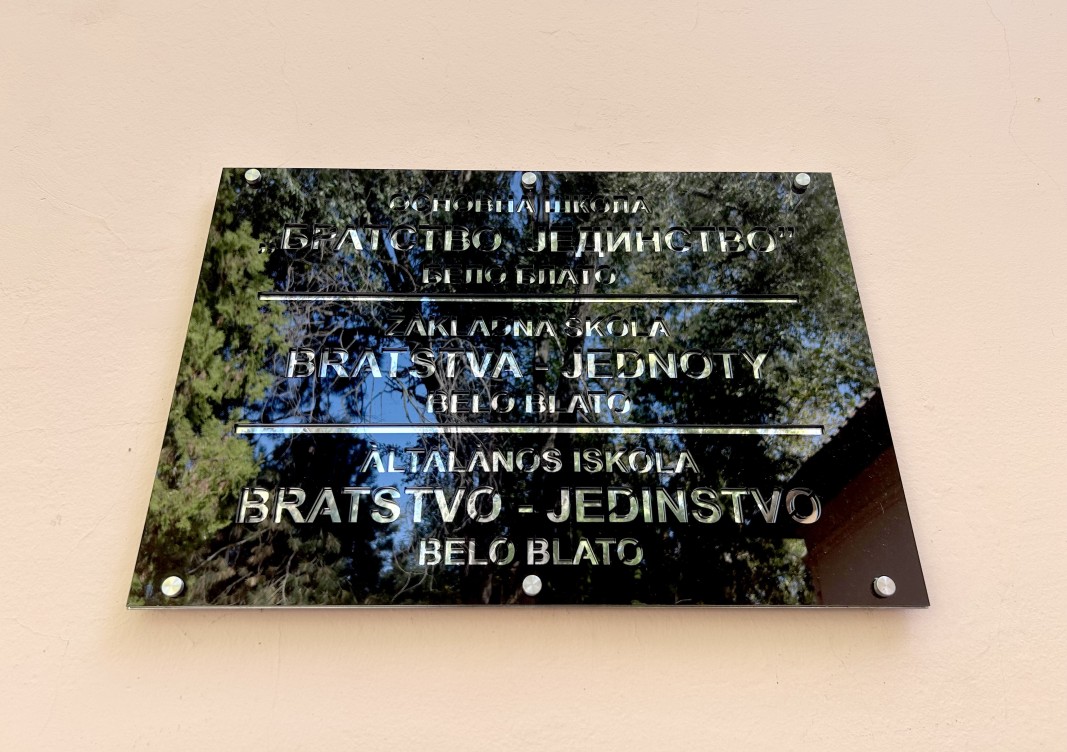 ОСНОВНА ШКОЛА
„БРАТСТВО ЈЕДИНСТВО”
БЕЛО БЛАТО
ZÁKLADNÁ ŠKOLA
BRATSTVA - JEDNOTY
BELO BLATO
ÁLTALÁNOS ISKOLA
BRATSTVO - JEDINSTVO
BELO BLATO